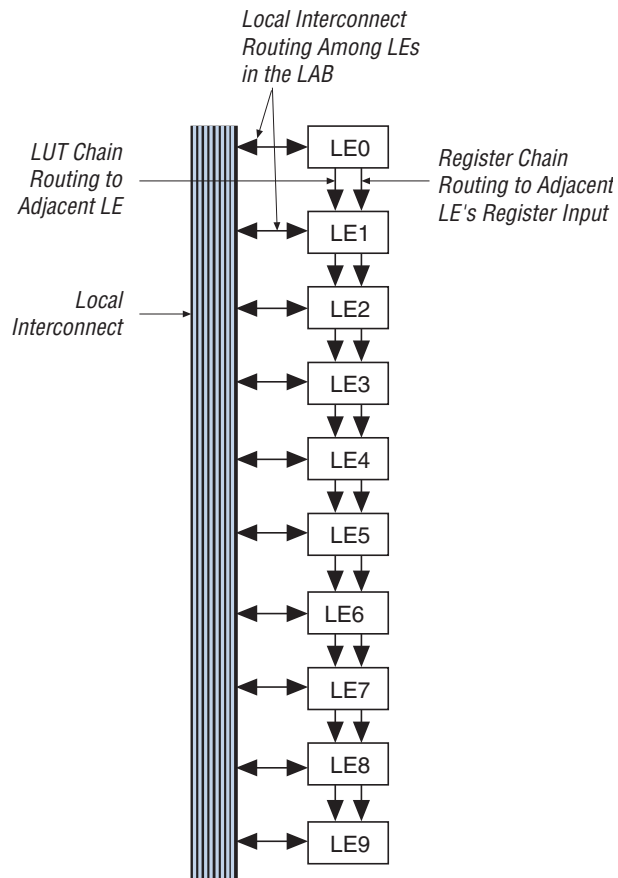 Local Interconnect
Routing Among LEs
in the LAB
LUT Chain
Routing to
Adjacent LE
Register Chain
Routing to Adjacent
LE's Register Input
Local
Interconnect
LE0
LE1
LE2
LE3
LE4
LE5
LE6
LE7
LE8
LE9